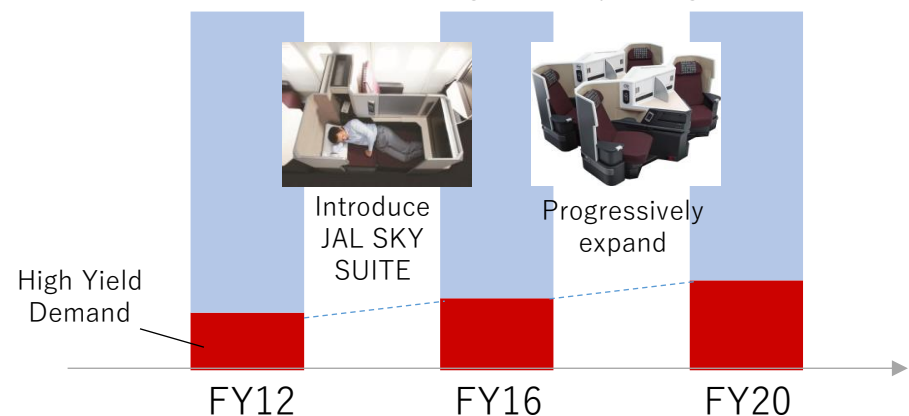 Introduce
JAL SKY
SUITE
Progressively
expand
High Yield
Demand
FY12
FY16
FY20